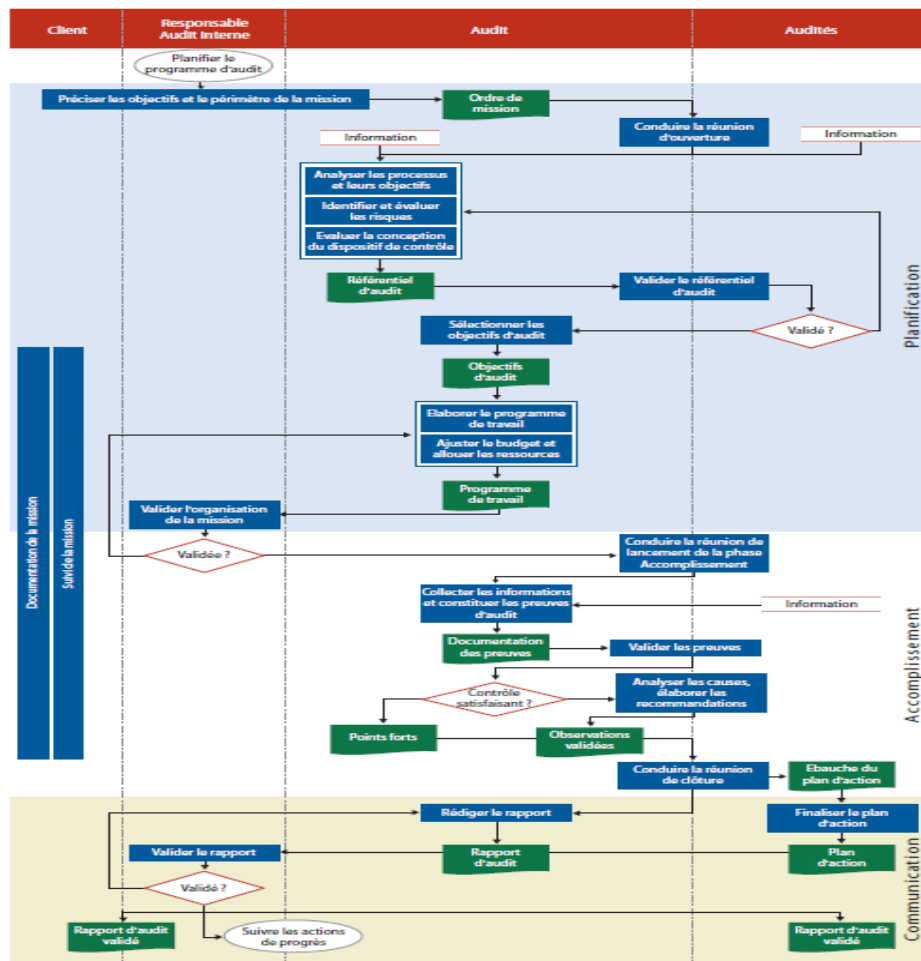 Client
Responsable
Audit Interne
Audit
Audités
Planifier le
programme d'audit
Préciser les objectifs et le périmètre de la mission
Ordre de
mission
Conduire la réunion
d'ouverture
Information
Information
Analyser les processus
et leurs objectifs
Identifier et évaluer
les risques
Evaluer la conception
du dispositif de contrôle
Référentiel
d'audit
Valider le référentiel
d'audit
Validé ?
Sélectionner les
objectifs d'audit
Objectifs
d'audit
Elaborer le programme
de travail
Ajuster le budget et
allouer les ressources
Programme
de travail
Valider l'organisation
de la mission
Validée ?
Planification
Documentation de la mission
Suivi de la mission
Conduire la réunion de
lancement de la phase
Accomplissement
Collecter les informations
et constituer les preuves
d'audit
Information
Documentation
des preuves
Valider les preuves
Contrôle
satisfaisant ?
Analyser les causes,
élaborer les
recommandations
Points forts
Observations
validées
Conduire la réunion
de clôture
Ebauche du
plan d'action
Accomplissement
Rédiger le rapport
Finaliser le plan
d'action
Valider le rapport
Rapport
d'audit
Plan
d'action
Validé ?
Rapport d'audit
validé
Suivre les actions
de progrès
Rapport d'audit
validé
Communication